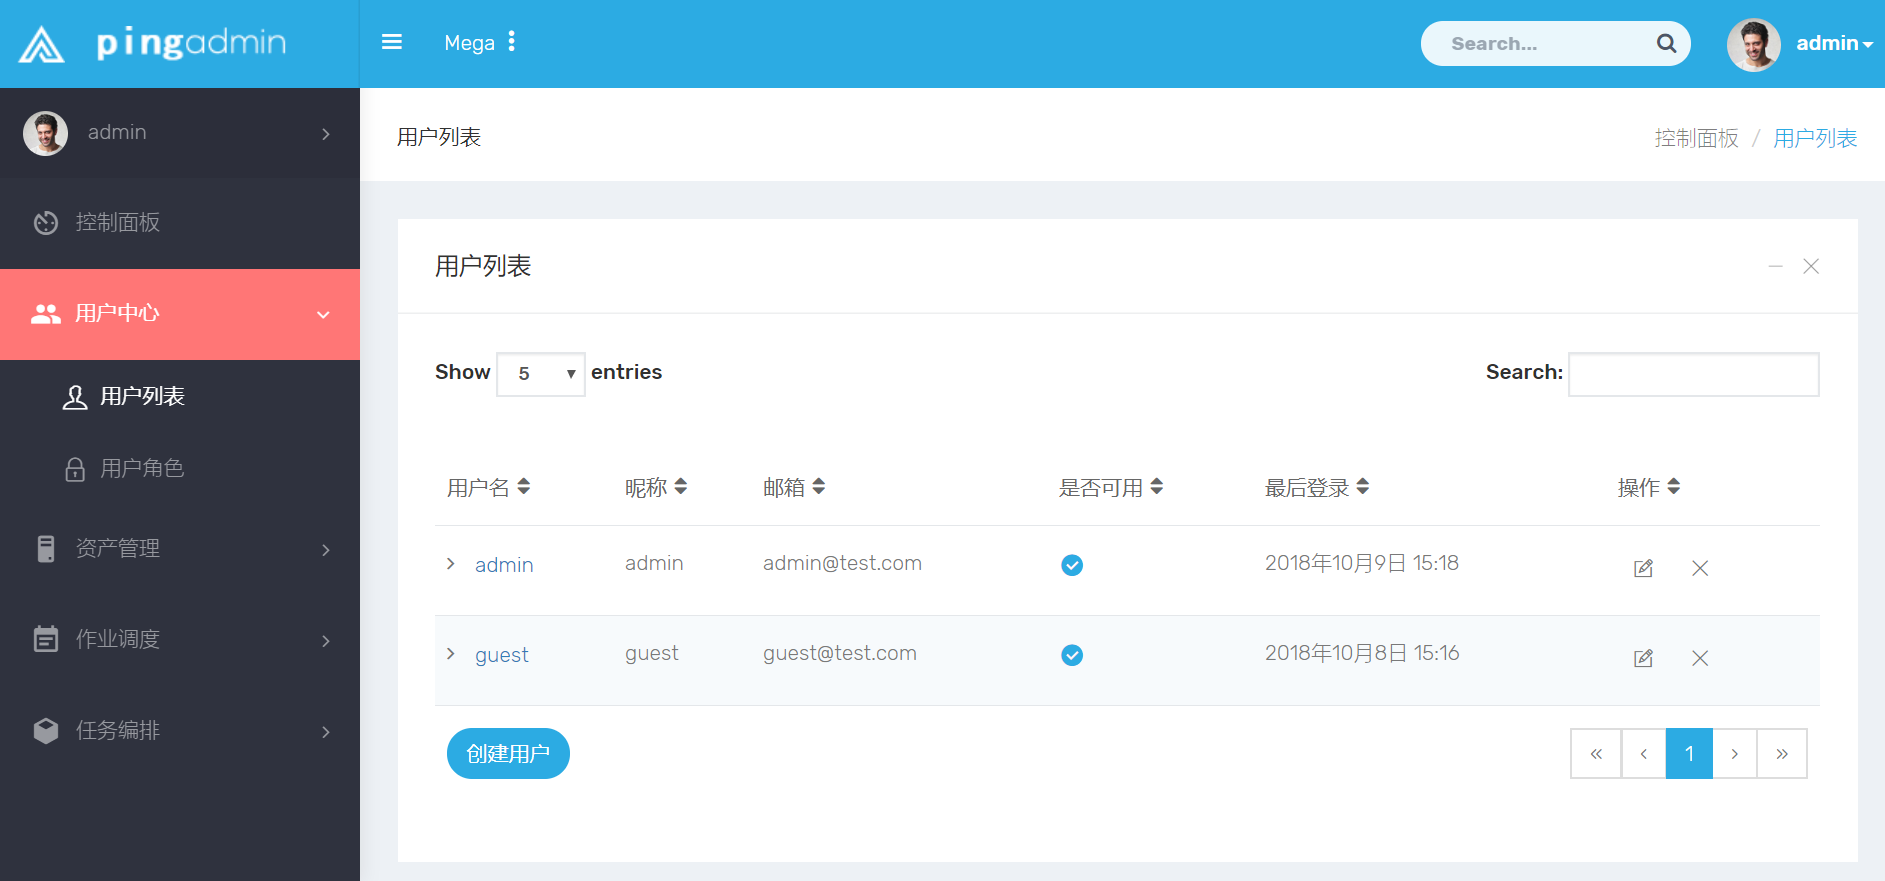 pingadmin
Mega
Search...
admin
admin
控制面板
用户中心
用户列表
用户角色
资产管理
作业调度
任务编排
用户列表
控制面板 / 用户列表
用户列表
Show 5 entries
Search:
用户名 昵称 邮箱 是否可用 最后登录 操作
admin admin admin@test.com 2018年10月9日 15:18
guest guest guest@test.com 2018年10月8日 15:16
创建用户
« ‹ 1 › »